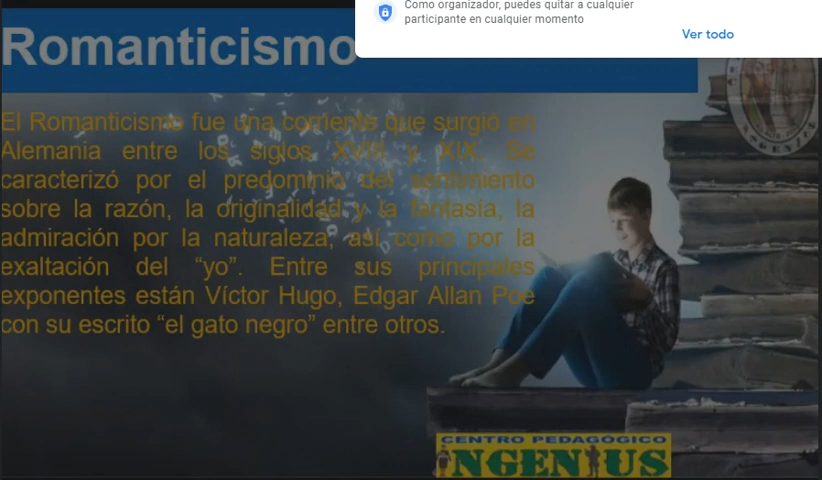 Como organizador, puedes quitar a cualquier
participante en cualquier momento
Ver todo
Romanticismo
El Romanticismo fue una corriente que surgió en
Alemania entre los siglos XVIII y XIX. Se
caracterizó por el predominio del sentimiento
sobre la razón, la originalidad y la fantasía, la
admiración por la naturaleza, así como por la
exaltación del “yo”. Entre sus principales
exponentes están Víctor Hugo, Edgar Allan Poe
con su escrito “el gato negro” entre otros.
CENTRO PEDAGÓGICO
INGENIUS